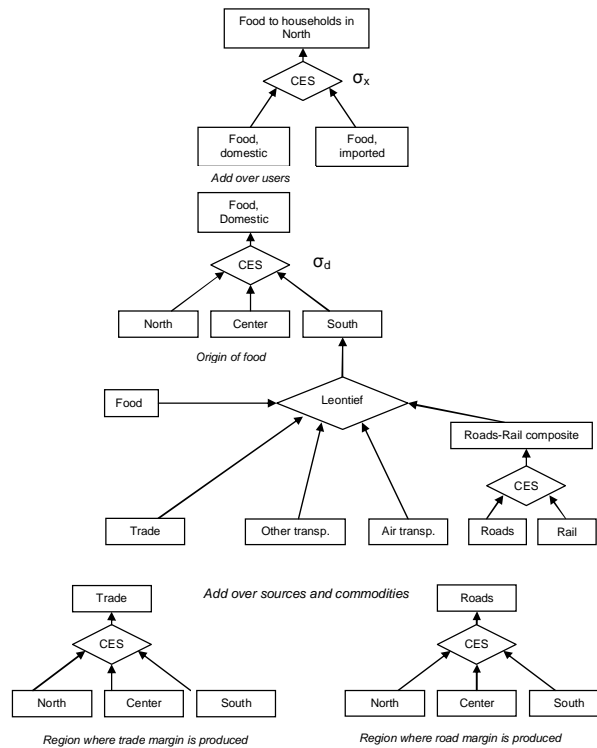 Food to households in
North
CES
σx
Food,
domestic
Food,
imported
Add over users
Food,
Domestic
CES
σd
North
Center
South
Origin of food
Food
Leontief
Roads-Rail composite
CES
Trade
Other transp.
Air transp.
Roads
Rail
Add over sources and commodities
Trade
Roads
CES
CES
North
Center
South
North
Center
South
Region where trade margin is produced
Region where road margin is produced